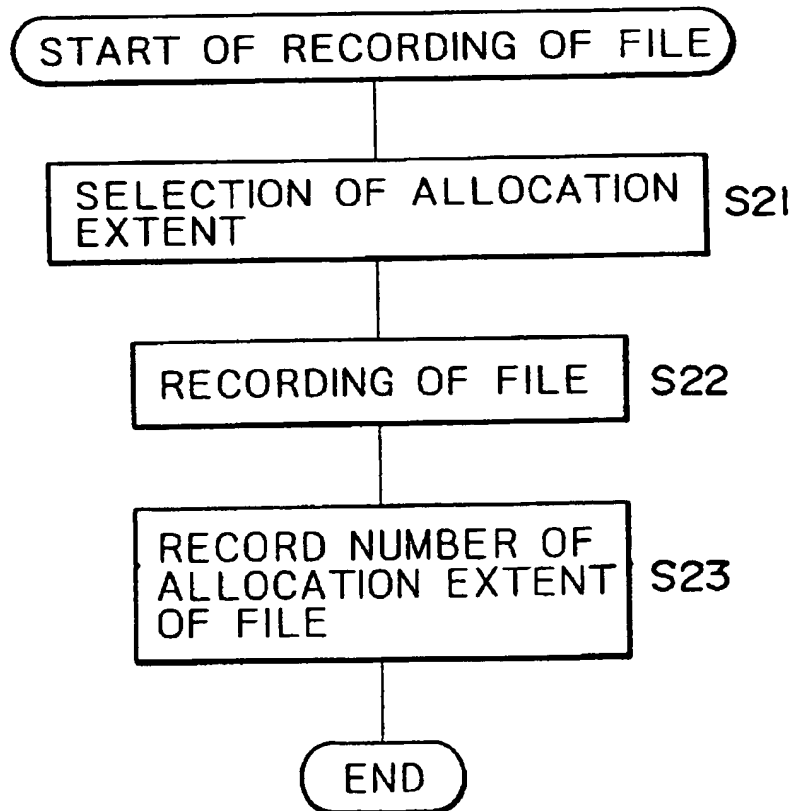 START OF RECORDING OF FILE
SELECTION OF ALLOCATION
EXTENT
S21
RECORDING OF FILE
S22
RECORD NUMBER OF
ALLOCATION EXTENT
OF FILE
S23
END